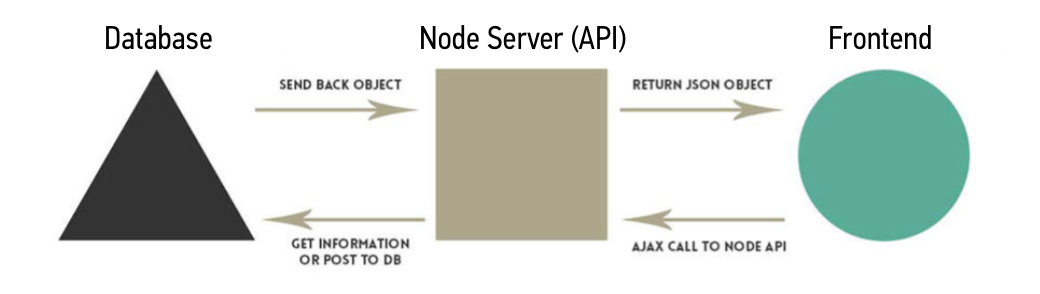 Database
Node Server (API)
Frontend
SEND BACK OBJECT
RETURN JSON OBJECT
GET INFORMATION
OR POST TO DB
AJAX CALL TO NODE API